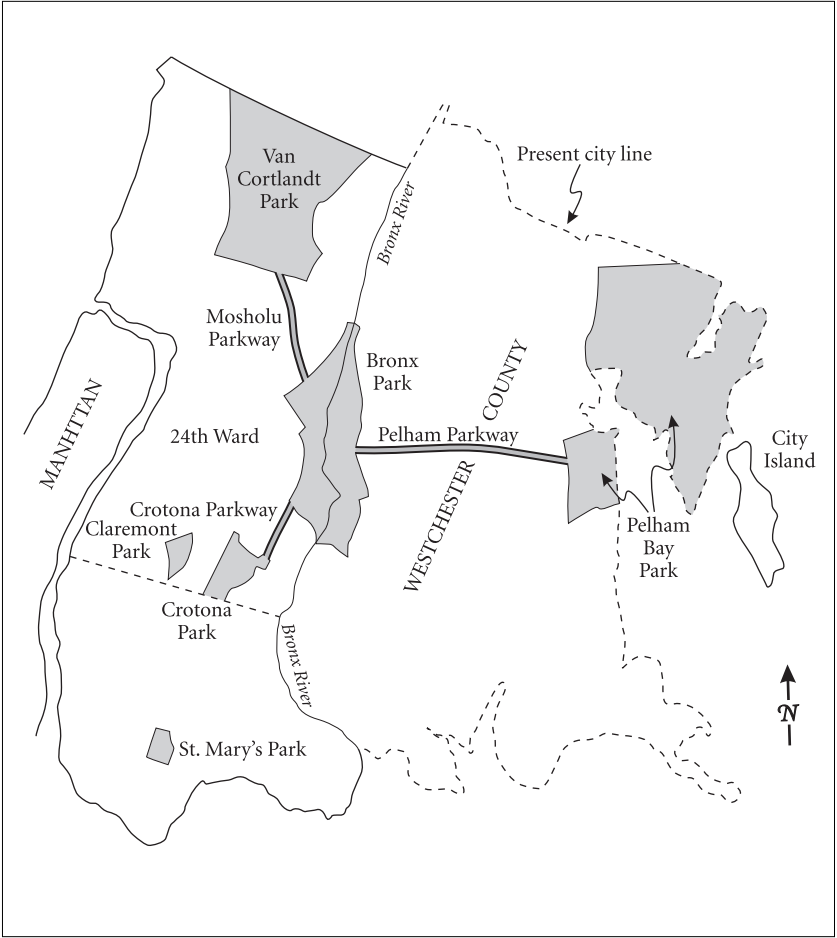 Present city line
Van
Cortlandt
Park
Bronx River
Mosholu
Parkway
Bronx
Park
COUNTY
MANHTTAN
24th Ward
Pelham Parkway
City
Island
WESTCHESTER
Crotona Parkway
Claremont
Park
Pelham
Bay
Park
Crotona
Park
Bronx River
N
St. Mary's Park